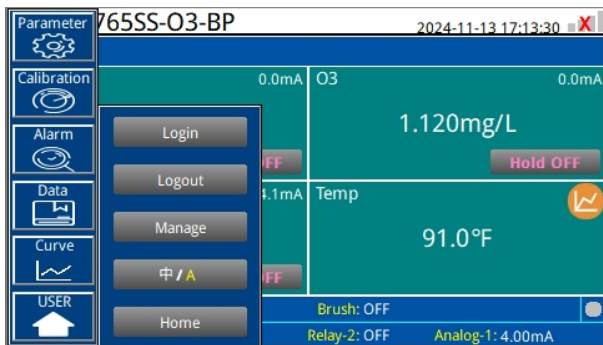 Parameter
765SS-O3-BP
2024-11-13 17:13:30
X
Calibration
0.0mA
O3
0.0mA
1.120mg/L
Alarm
Login
FF
Hold OFF
Logout
Data
4.1mA
Temp
Manage
91.0°F
Curve
中/A
FF
USER
Brush: OFF
Home
Relay-2: OFF
Analog-1: 4.00mA